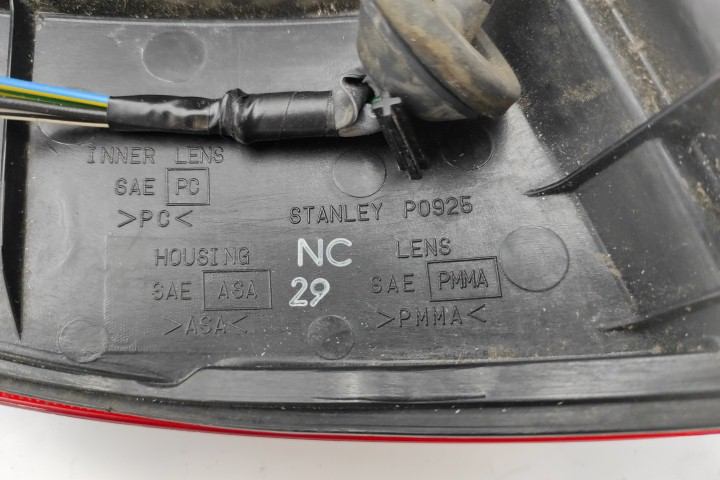 INNER LENS
SAE PC
>PC<
STANLEY P0925
HOUSING
SAE ASA
>ASA<
NC
29
LENS
SAE PMMA
>PMMA<